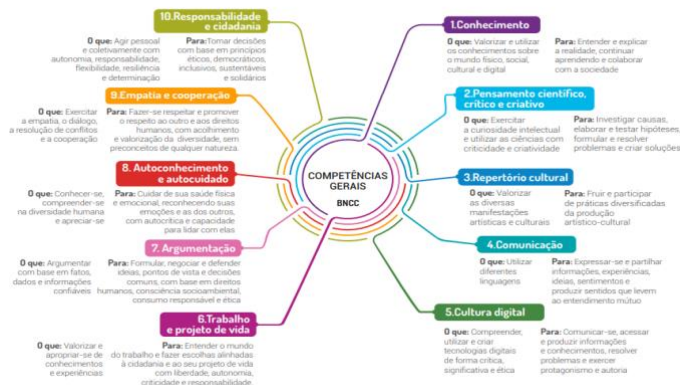 COMPETÊNCIAS
GERAIS
BNCC
1.Conhecimento
O que: Valorizar e utilizar
os conhecimentos sobre
o mundo físico, social,
cultural e digital
Para: Entender e explicar
a realidade, continuar
aprendendo e colaborar
com a sociedade
2.Pensamento científico,
crítico e criativo
O que: Exercitar
a curiosidade intelectual
e utilizar as ciências com
criticidade e criatividade
Para: Investigar causas,
elaborar e testar hipóteses,
formular e resolver
problemas e criar soluções
3.Repertório cultural
O que: Valorizar
as diversas
manifestações
artísticas e culturais
Para: Fruir e participar
de práticas diversificadas
da produção
artístico-cultural
4.Comunicação
O que: Utilizar
diferentes
linguagens
Para: Expressar-se e partilhar
informações, experiências,
ideias, sentimentos e
produzir sentidos que levem
ao entendimento mútuo
5.Cultura digital
O que: Compreender,
utilizar e criar
tecnologias digitais
de forma crítica,
significativa e ética
Para: Comunicar-se, acessar
e produzir informações
e conhecimentos, resolver
problemas e exercer
protagonismo e autoria
6.Trabalho
e projeto de vida
O que: Valorizar e
apropriar-se de
conhecimentos
e experiências
Para: Entender o mundo
do trabalho e fazer escolhas alinhadas
à cidadania e ao seu projeto de vida
com liberdade, autonomia,
criticidade e responsabilidade
7. Argumentação
O que: Argumentar
com base em fatos,
dados e informações
confiáveis
Para: Formular, negociar e defender
ideias, pontos de vista e decisões
comuns, com base em direitos
humanos, consciência socioambiental,
consumo responsável e ética
8. Autoconhecimento
e autocuidado
O que: Conhecer-se,
compreender-se
na diversidade humana
e apreciar-se
Para: Cuidar de sua saúde física
e emocional, reconhecendo suas
emoções e as dos outros,
com autocrítica e capacidade
para lidar com elas
9.Empatia e cooperação
O que: Exercitar
a empatia, o diálogo,
a resolução de conflitos
e a cooperação
Para: Fazer-se respeitar e promover
o respeito ao outro e aos direitos
humanos, com acolhimento
e valorização da diversidade, sem
preconceitos de qualquer natureza.
10.Responsabilidade
e cidadania
O que: Agir pessoal
e coletivamente com
autonomia, responsabilidade,
flexibilidade, resiliência
e determinação
Para:Tomar decisões
com base em princípios
éticos, democráticos,
inclusivos, sustentáveis
e solidários